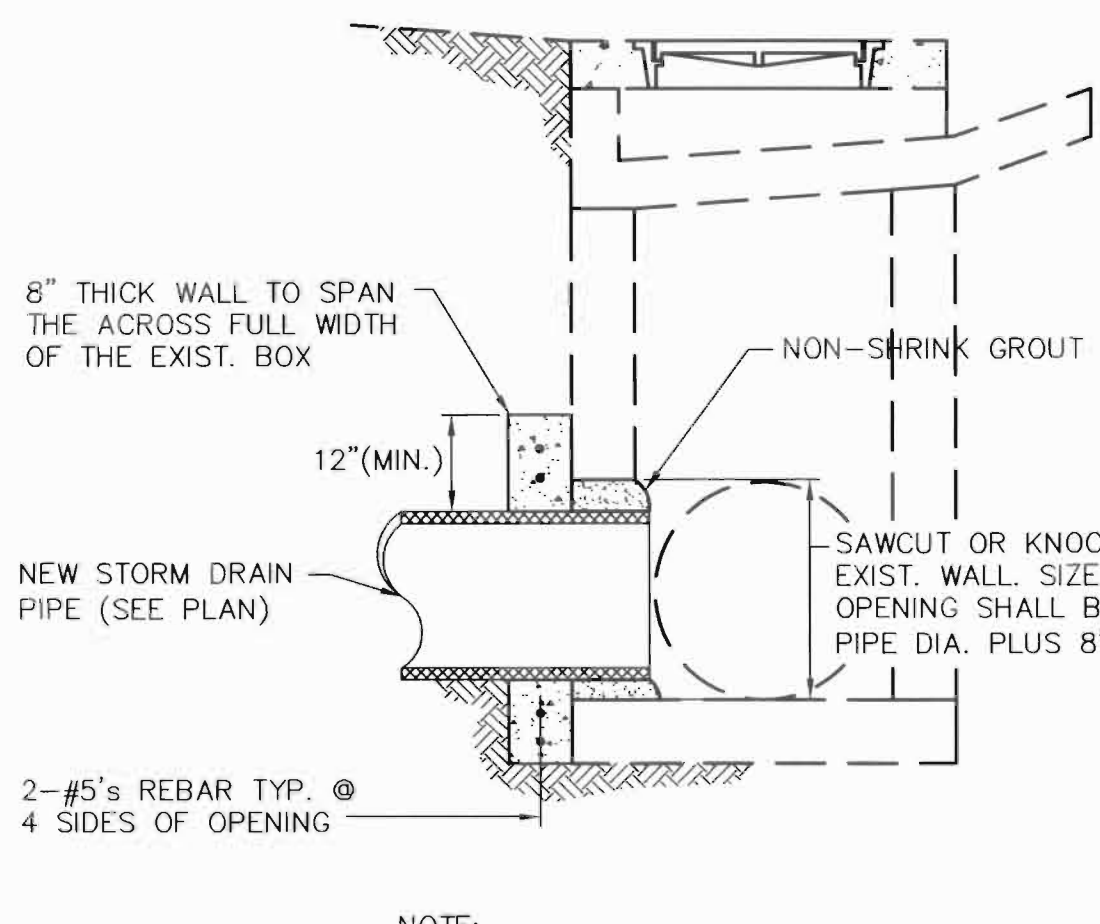 8" THICK WALL TO SPAN
THE ACROSS FULL WIDTH
OF THE EXIST. BOX
NON-SHRINK GROUT
12"(MIN.)
SAWCUT OR
EXIST. WALL. SIZE
OPENING SHALL
PIPE DIA. PLUS 8"
NEW STORM DRAIN
PIPE (SEE PLAN)
2-#5's REBAR TYP. @
4 SIDES OF OPENING
NOTE: